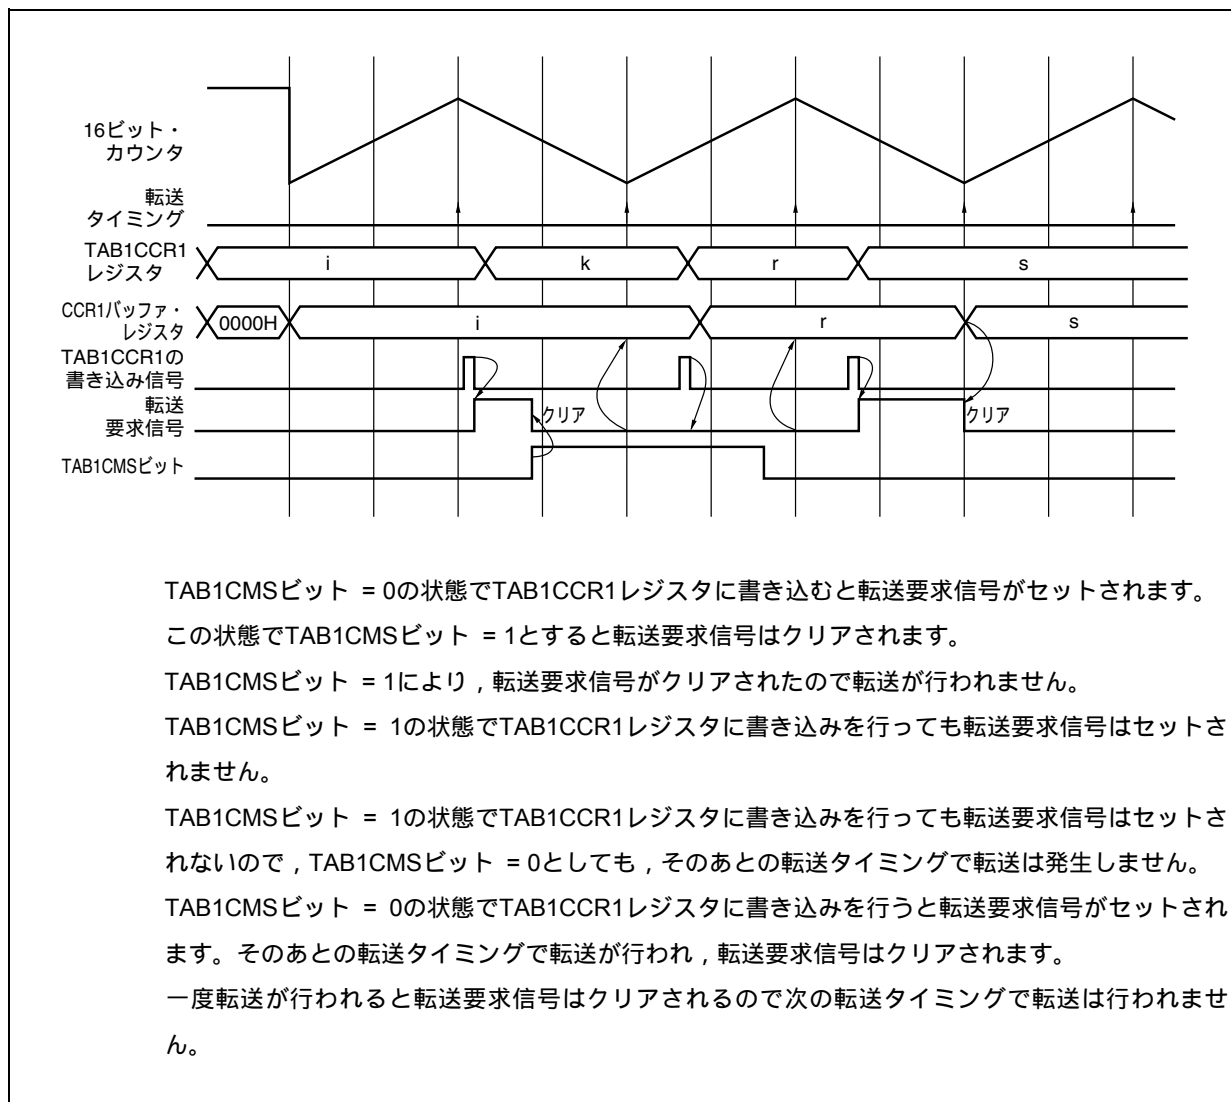 16ビット・
カウンタ
転送
タイミング
TAB1CCR1
レジスタ
i
k
r
s
CCR1バッファ・
レジスタ
0000H
i
r
s
TAB1CCR1の
書き込み信号
転送
要求信号
クリア
クリア
TAB1CMSビット
TAB1CMSビット = 0の状態でTAB1CCR1レジスタに書き込むと転送要求信号がセットされます。
この状態でTAB1CMSビット = 1とすると転送要求信号はクリアされます。
TAB1CMSビット = 1により，転送要求信号がクリアされたので転送が行われません。
TAB1CMSビット = 1の状態でTAB1CCR1レジスタに書き込みを行っても転送要求信号はセットさ
れません。
TAB1CMSビット = 1の状態でTAB1CCR1レジスタに書き込みを行っても転送要求信号はセットさ
れないので，TAB1CMSビット = 0としても，そのあとの転送タイミングで転送は発生しません。
TAB1CMSビット = 0の状態でTAB1CCR1レジスタに書き込みを行うと転送要求信号がセットされ
ます。そのあとの転送タイミングで転送が行われ，転送要求信号はクリアされます。
一度転送が行われると転送要求信号はクリアされるので次の転送タイミングで転送は行われませ
ん。